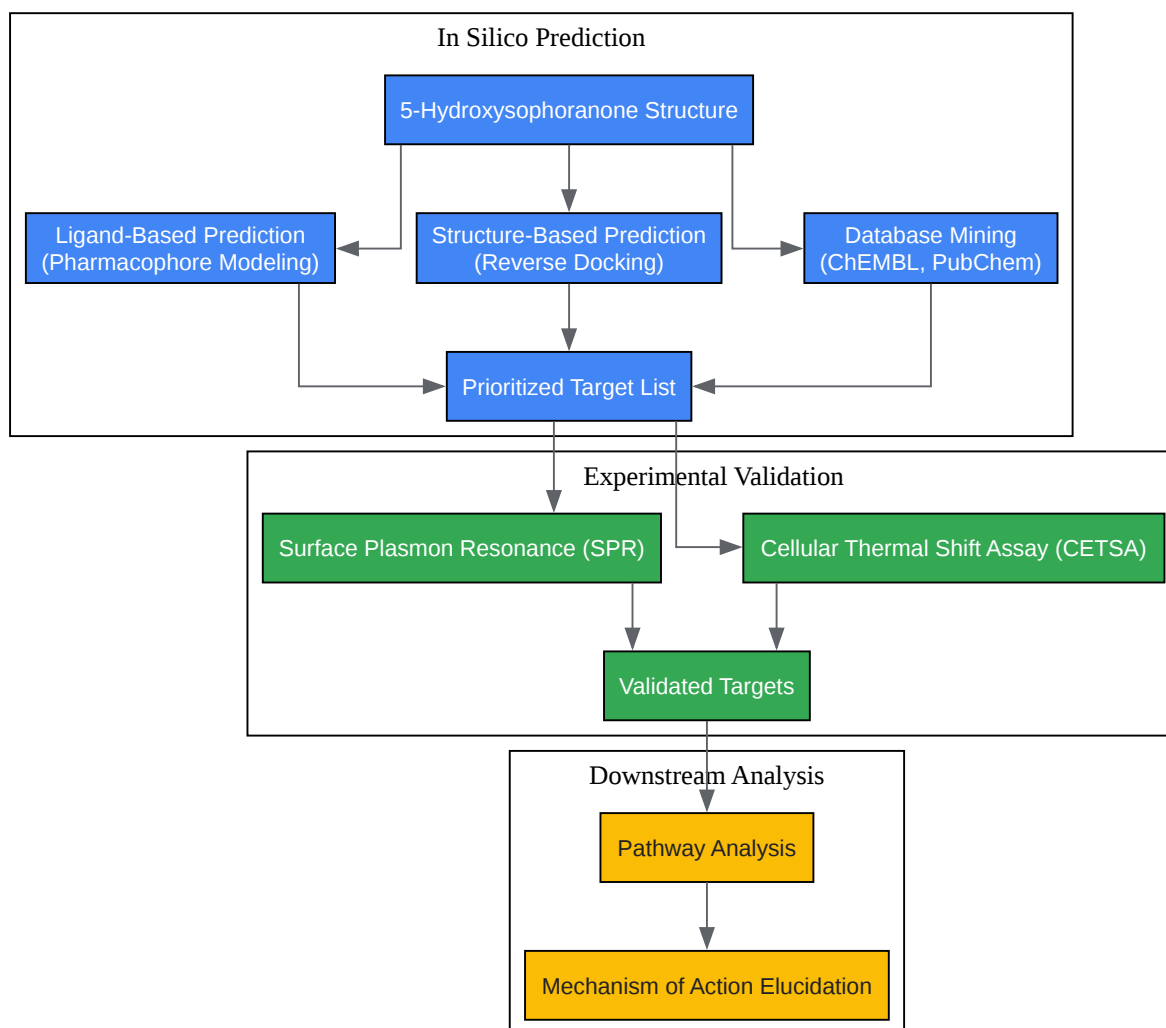 In Silico Prediction
5-Hydroxysophoranone Structure
Ligand-Based Prediction
(Pharmacophore Modeling)
Structure-Based Prediction
(Reverse Docking)
Database Mining
(ChEMBL, PubChem)
Prioritized Target List
Experimental Validation
Surface Plasmon Resonance (SPR)
Cellular Thermal Shift Assay (CETSA)
Validated Targets
Downstream Analysis
Pathway Analysis
Mechanism of Action Elucidation